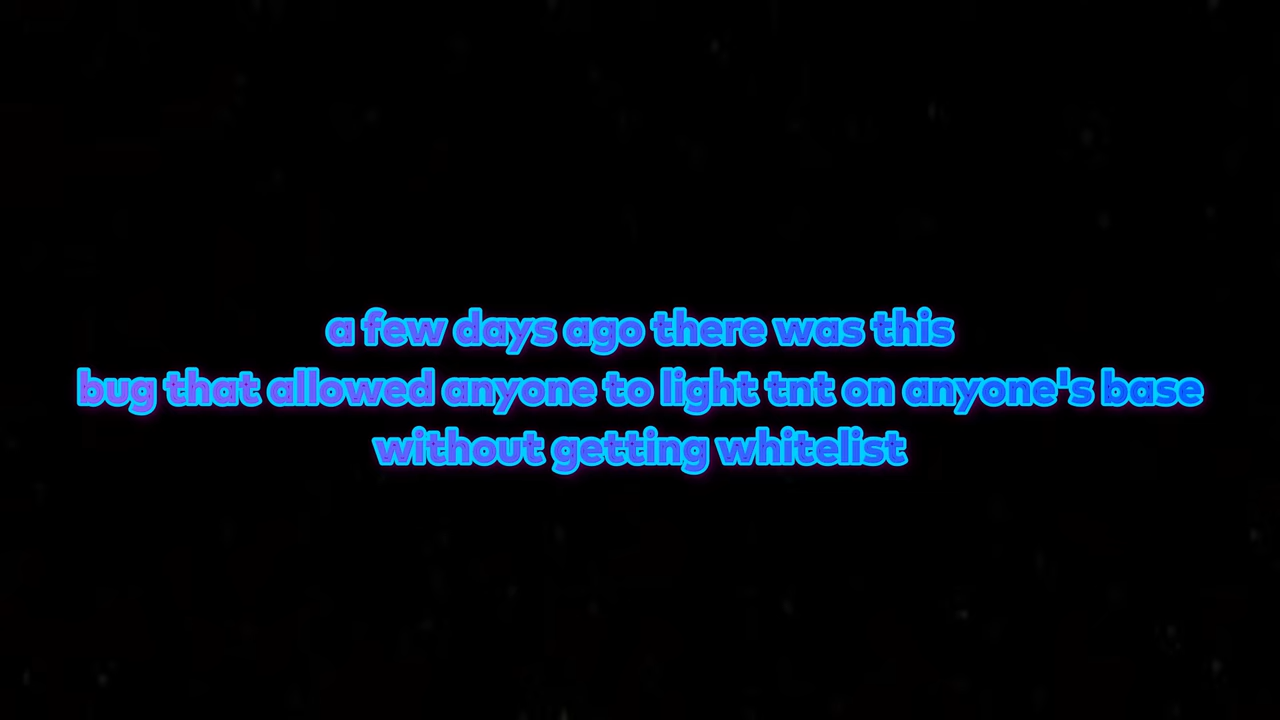 a few days ago there was this
bug that allowed anyone to light tnt on anyone's base
without getting whitelist